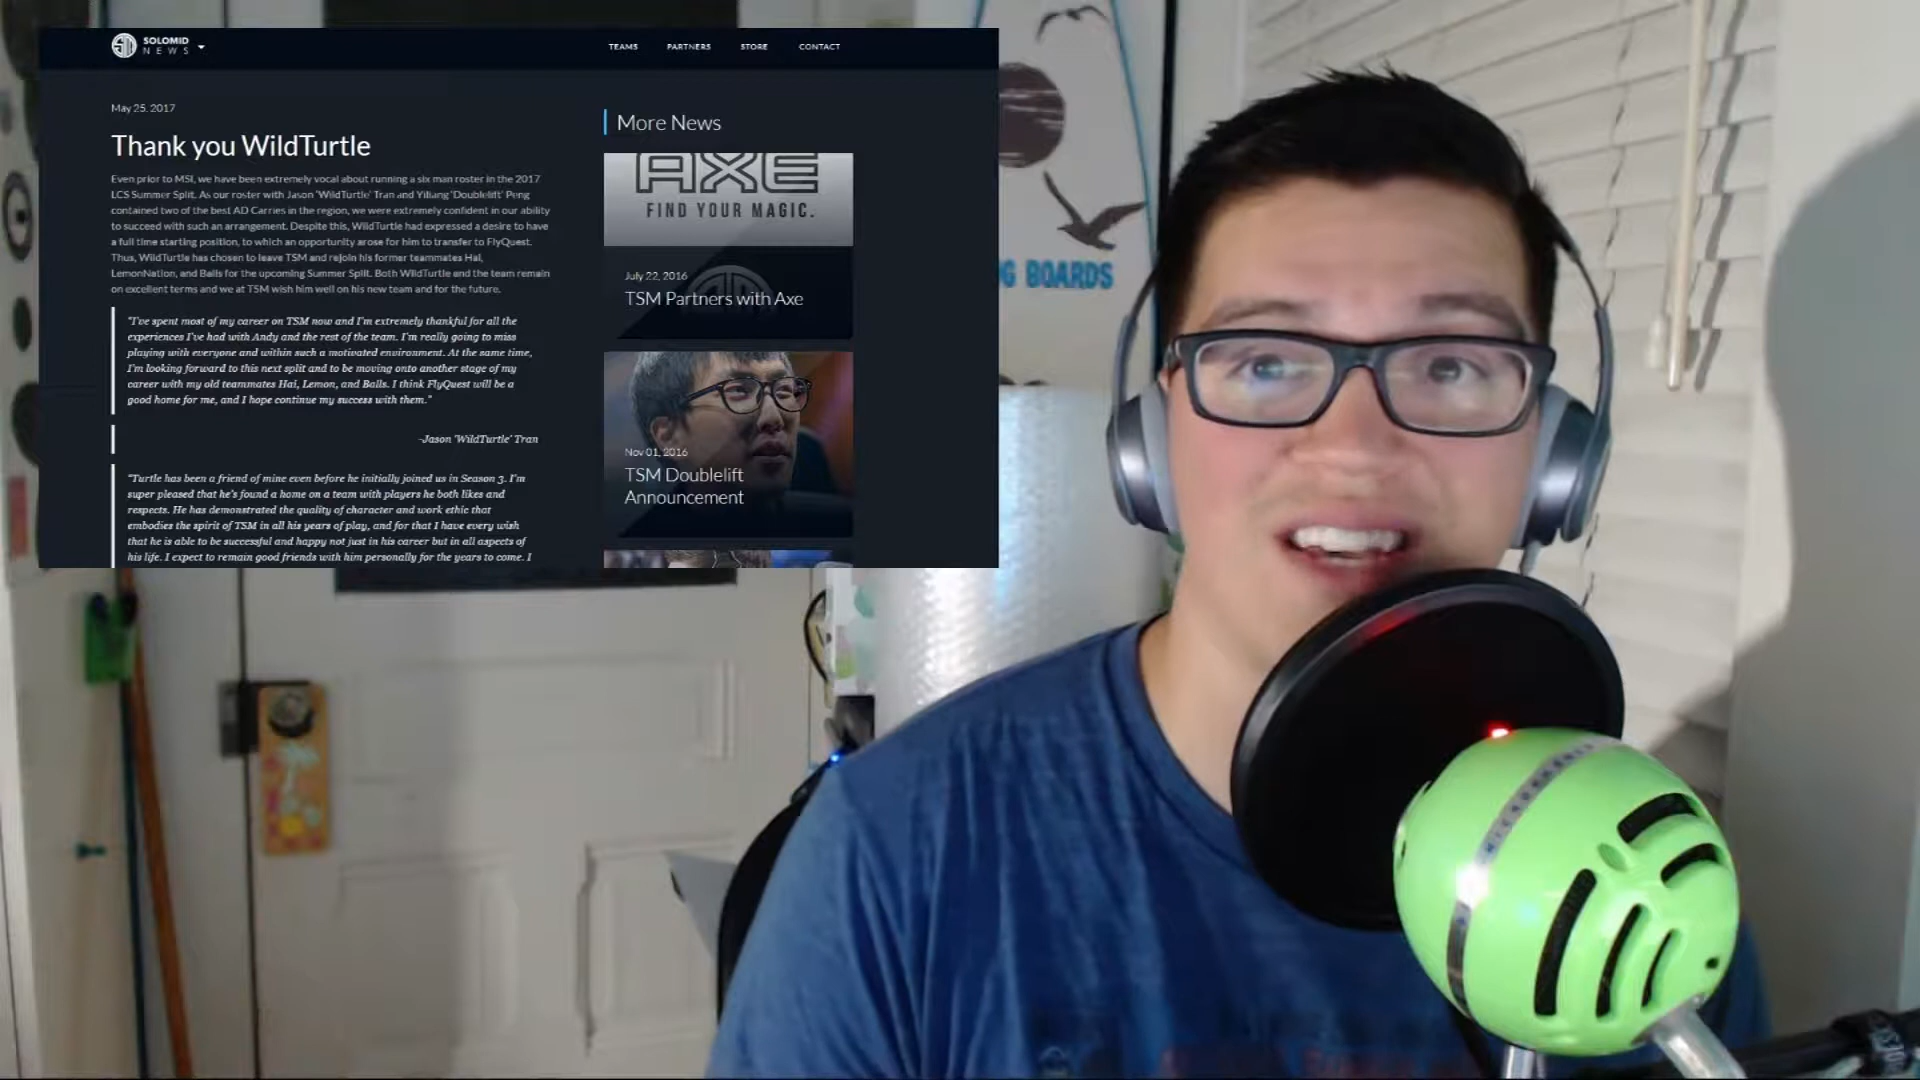 SOLOMID
NEWS
TEAMS PARTNERS STORE CONTACT
May 25, 2017
Thank you WildTurtle
Even prior to MSI, we have been extremely vocal about running a six man roster in the 2017
LCS Summer Split. As our roster with Jason 'WildTurtle' Tran and Yiliang 'Doublelift' Peng
contained two of the best AD Carries in the region, we were extremely confident in our ability
to succeed with such an arrangement. Despite this, WildTurtle had expressed a desire to have
a full time starting position, to which an opportunity arose for him to transfer to FlyQuest.
Thus, WildTurtle has chosen to leave TSM and rejoin his former teammates Hai,
LemonNation, and Balls for the upcoming Summer Split. Both WildTurtle and the team remain
on excellent terms and we at TSM wish him well on his new team and for the future.
"I've spent most of my career on TSM now and I'm extremely thankful for all the
experiences I've had with Andy and the rest of the team. I'm really going to miss
playing with everyone and within such a motivated environment. At the same time,
I'm looking forward to this next split and to be moving onto another stage of my
career with my old teammates Hai, Lemon, and Balls. I think FlyQuest will be a
good home for me, and I hope continue my success with them."
-Jason 'WildTurtle' Tran
"Turtle has been a friend of mine even before he initially joined us in Season 3. I'm
super pleased that he's found a home on a team with players he both likes and
respects. He has demonstrated the quality of character and work ethic that
embodies the spirit of TSM in all his years of play, and for that I have every wish
that he is able to be successful and happy not just in his career but in all aspects of
his life. I expect to remain good friends with him personally for the years to come. I
More News
AXE
FIND YOUR MAGIC.
July 22, 2016
TSM Partners with Axe
Nov 01, 2016
TSM Doublelift
Announcement
G BOARDS